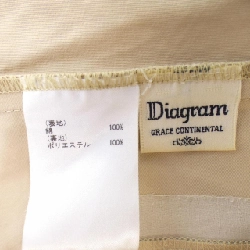 (表地)
綿 100%
(裏地)
ポリエステル 100%
Diagram
GRACE CONTINENTAL